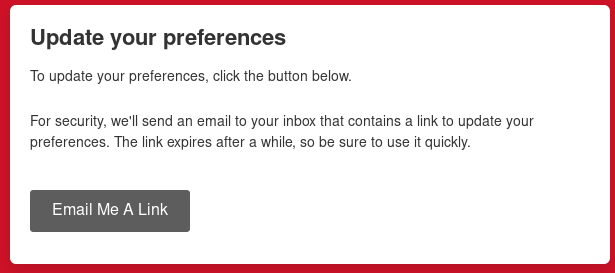 Update your preferences
To update your preferences, click the button below.
For security, we'll send an email to your inbox that contains a link to update your
preferences. The link expires after a while, so be sure to use it quickly.
Email Me A Link